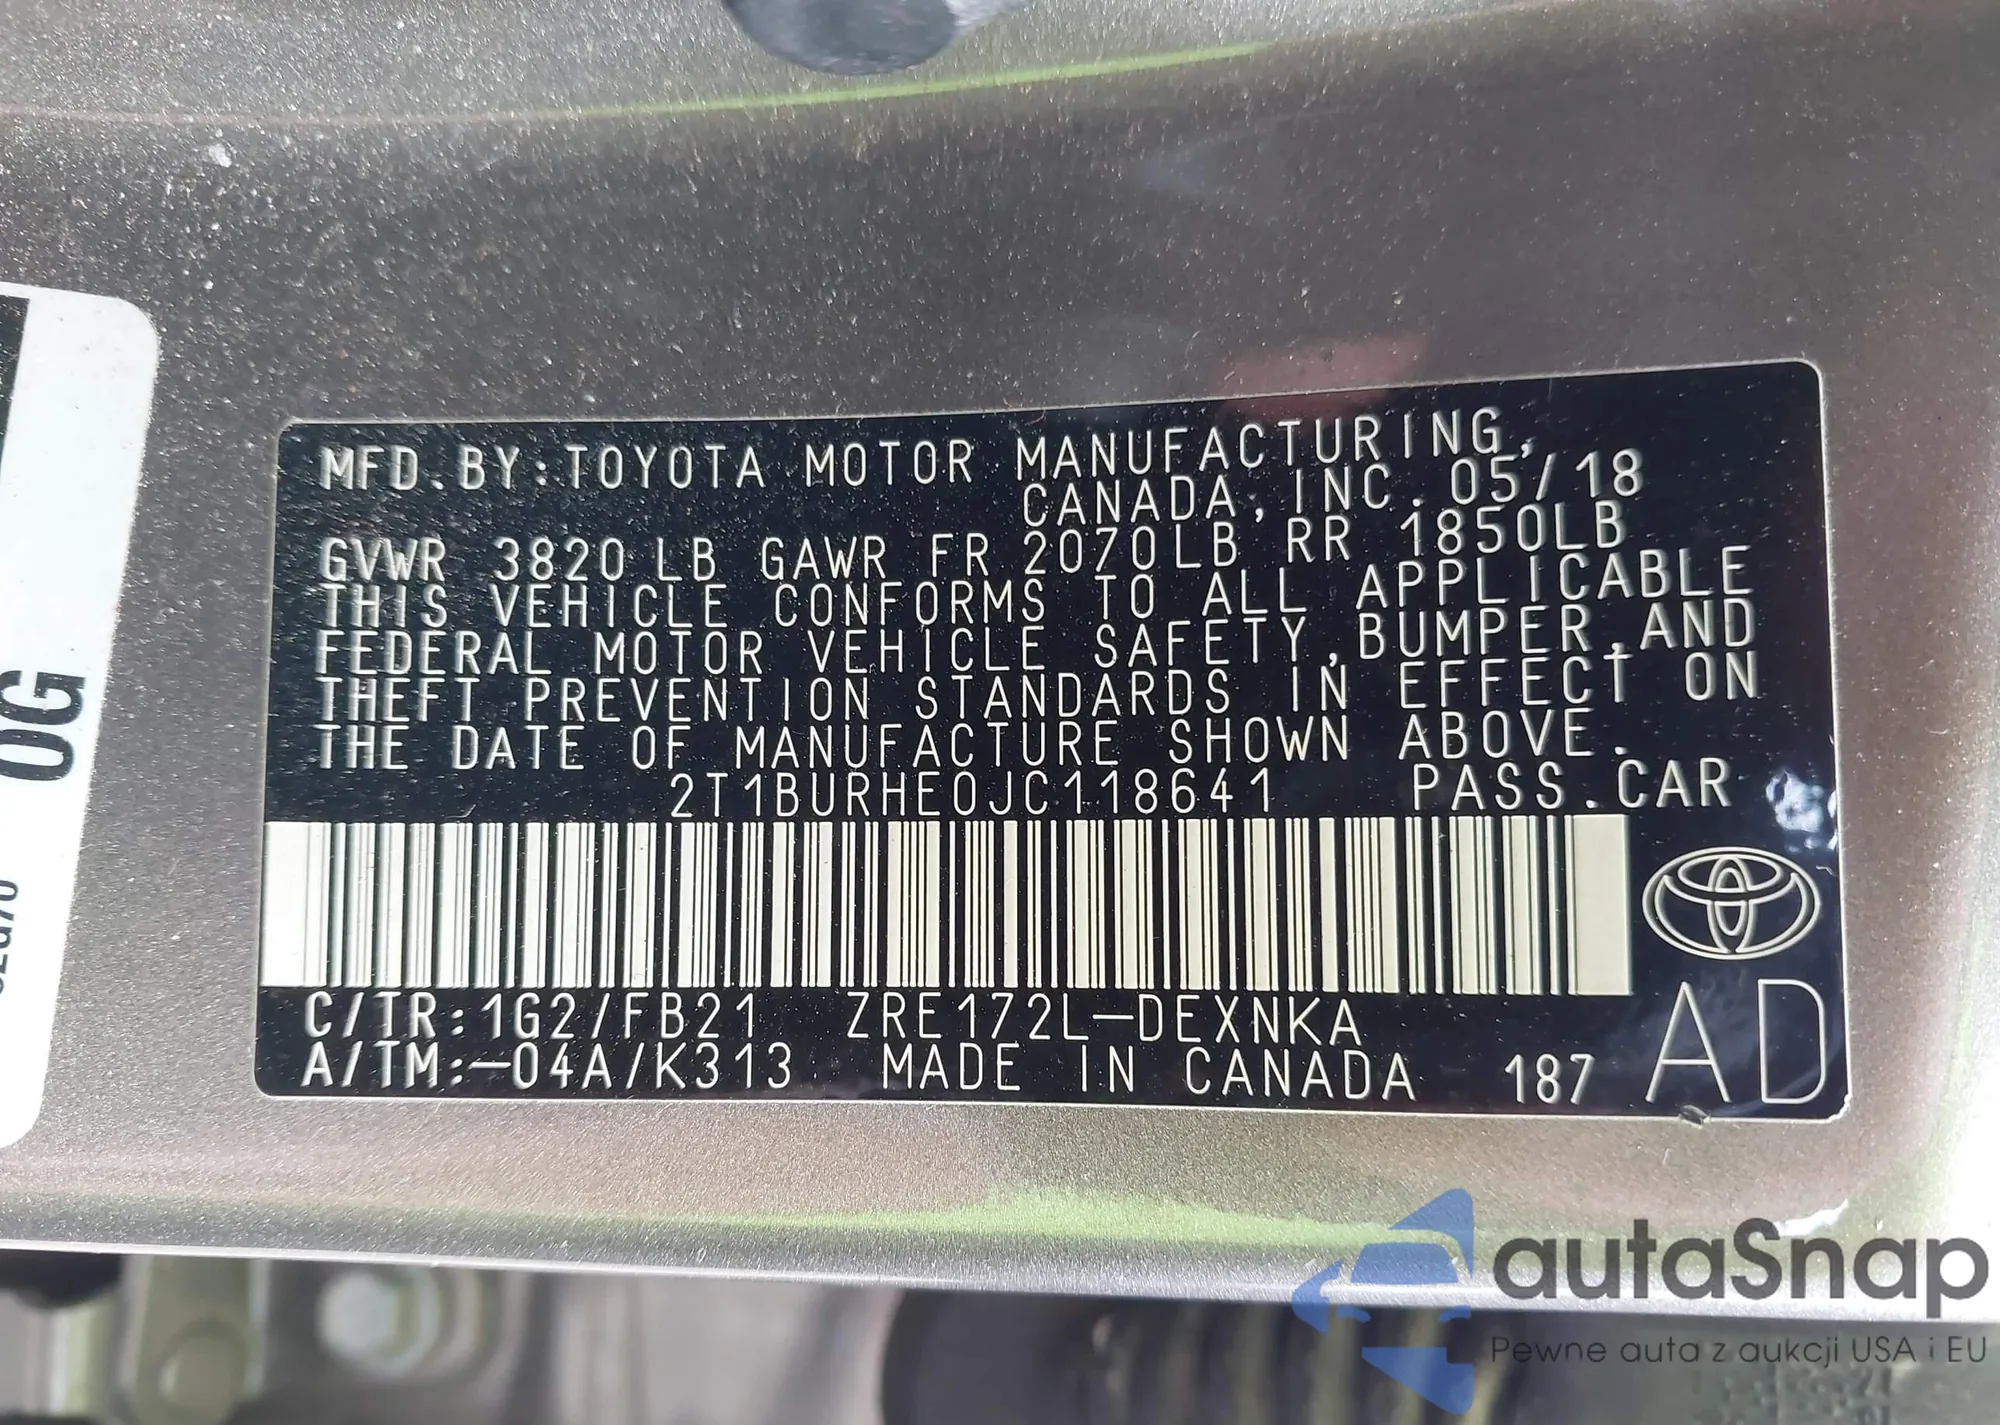 MFD.BY:TOYOTA MOTOR MANUFACTURING,
CANADA, INC. 05/18
GVWR 3820LB GAWR FR 2070LB RR 1850LB
THIS VEHICLE CONFORMS TO ALL APPLICABLE
FEDERAL MOTOR VEHICLE SAFETY,BUMPER,AND
THEFT PREVENTION STANDARDS IN EFFECT ON
THE DATE OF MANUFACTURE SHOWN ABOVE.
2T1BURHE0JC118641 PASS.CAR
C/TR:1G2/FB21 ZRE172L-DEXNKA
A/TM:-04A/K313 MADE IN CANADA 187 AD
0G
autaSnap
Pewne auta z aukcji USA i EU